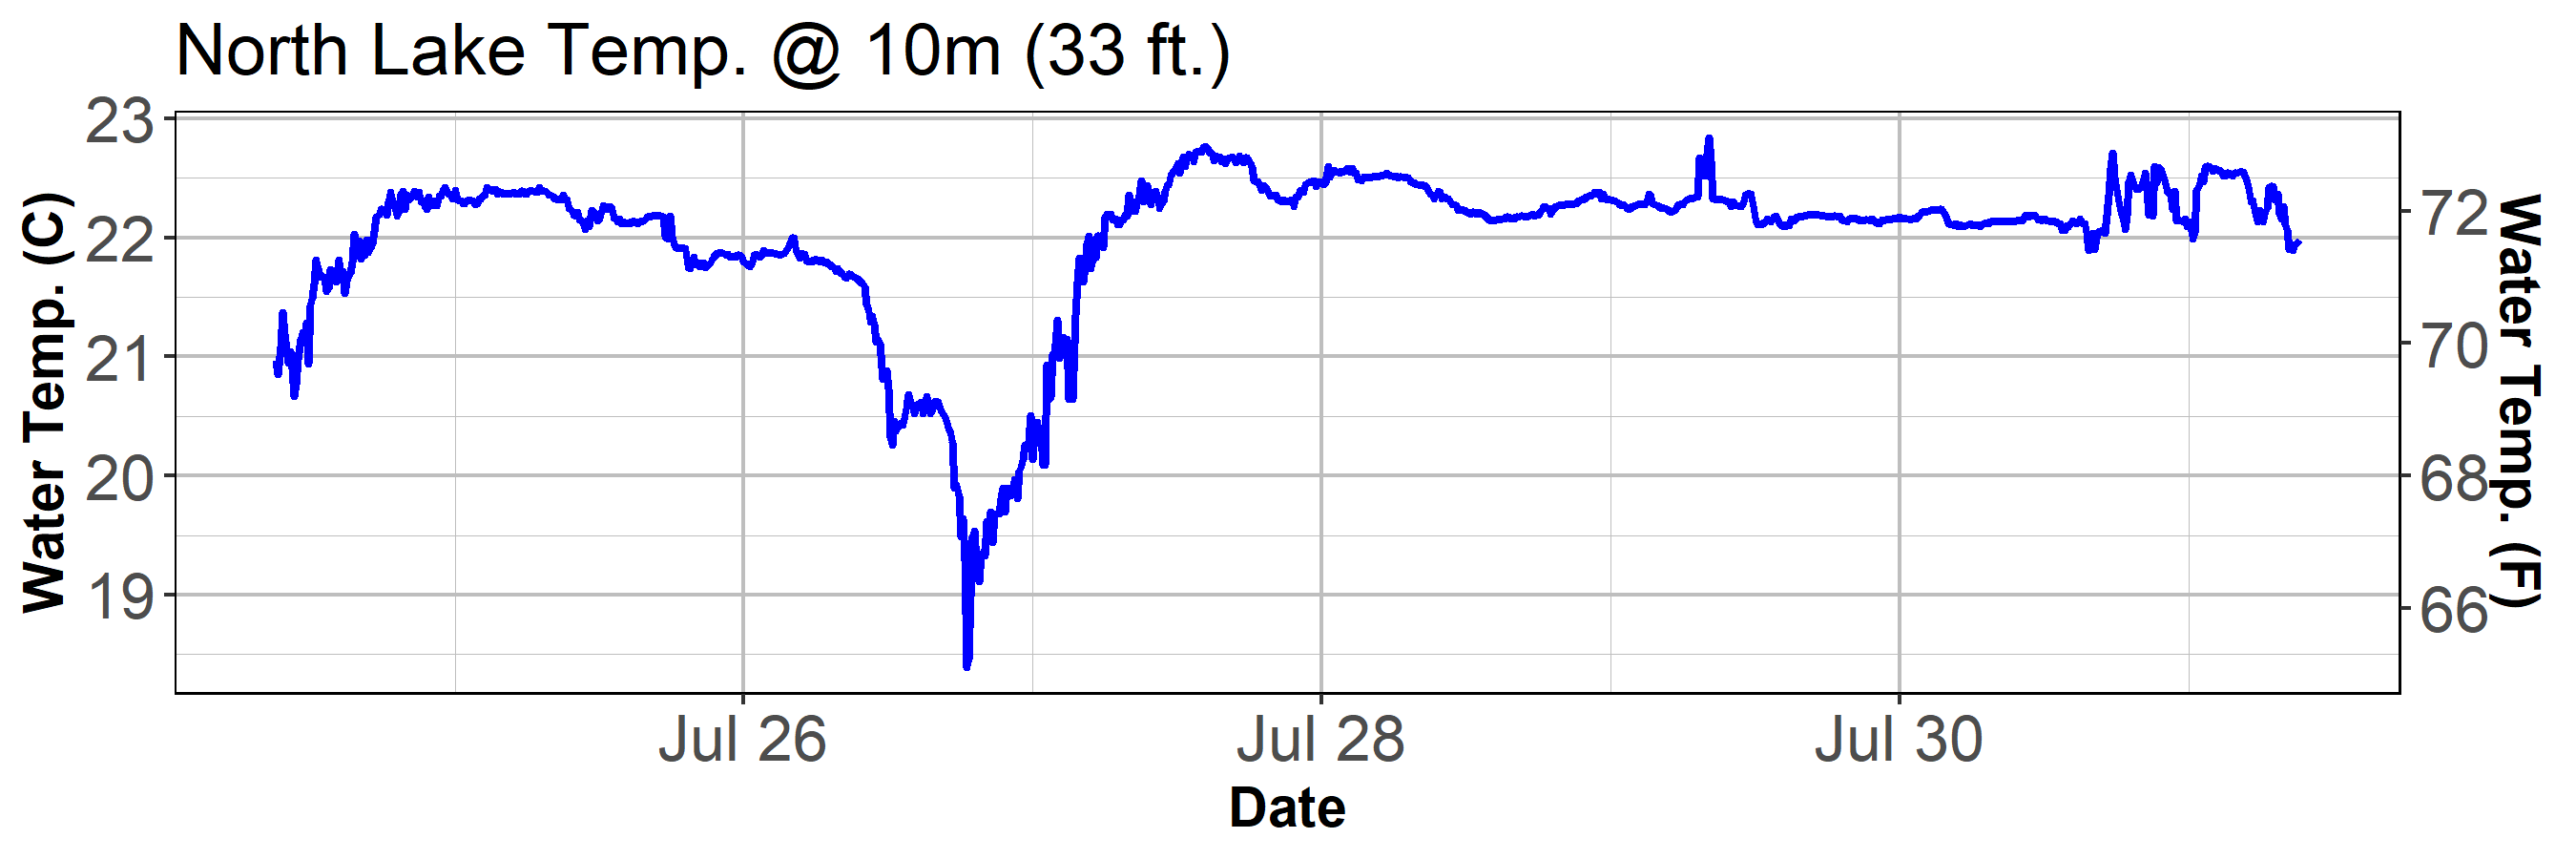 North Lake Temp. @ 10m (33 ft.)
Water Temp. (C)
23
22
21
20
19
72
70
68
66
Water Temp. (F)
Jul 26
Jul 28
Jul 30
Date